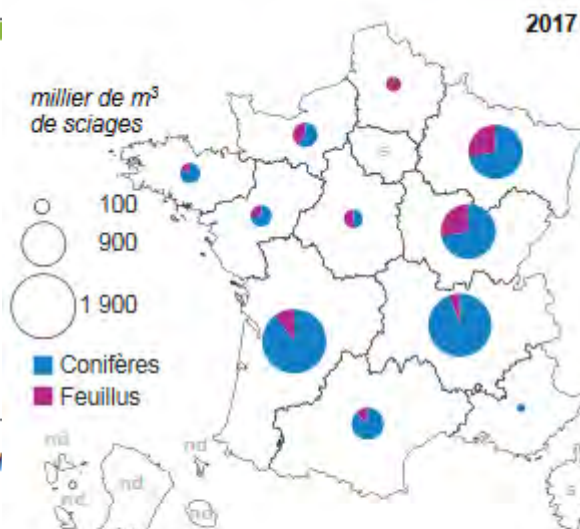 2017
millier de m³
de sciages
100
900
1 900
Conifères
Feuillus
s
nd
nd
nd
nd
nd
s